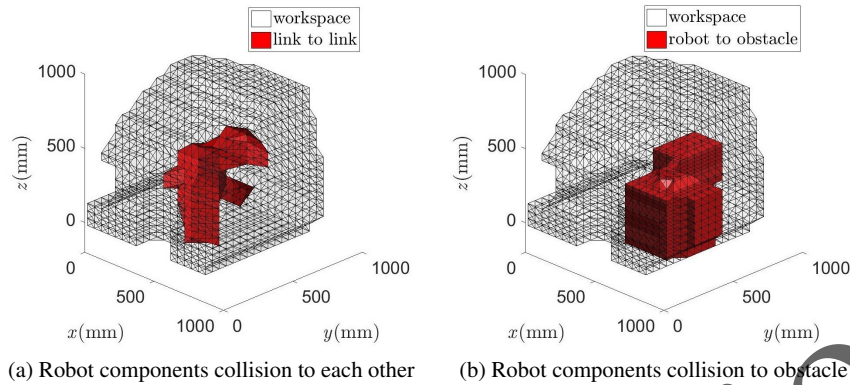 workspace
link to link
1000
500
0
z(mm)
0
500
1000
x(mm)
0
500
1000
y(mm)
(a) Robot components collision to each other
workspace
robot to obstacle
1000
500
0
z(mm)
0
500
1000
x(mm)
0
500
1000
y(mm)
(b) Robot components collision to obstacle